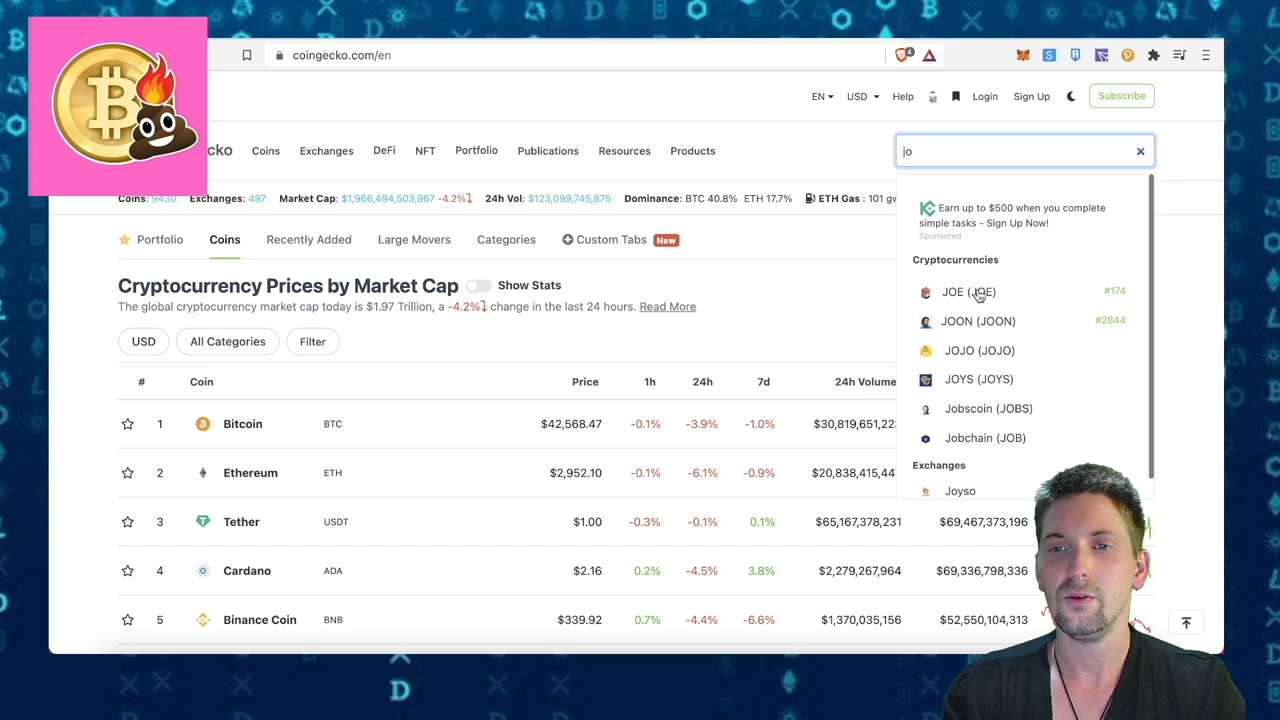 coingecko.com/en
4
EN
USD
Help
Login
Sign Up
Subscribe
cko
Coins
Exchanges
DeFi
NFT
Portfolio
Publications
Resources
Products
jo
Coins: 9430 Exchanges: 497 Market Cap: $1,966,494,503,967 -4.2% 24h Vol: $123,099,745,875 Dominance: BTC 40.8% ETH 17.7% ETH Gas : 101
Earn up to $500 when you complete
simple tasks - Sign Up Now!
Sponsored
Cryptocurrencies
JOE (JOE) #174
JOON (JOON) #2844
JOJO (JOJO)
JOYS (JOYS)
Jobscoin (JOBS)
Jobchain (JOB)
Exchanges
Joyso
Portfolio
Coins
Recently Added
Large Movers
Categories
Custom Tabs New
Cryptocurrency Prices by Market Cap Show Stats
The global cryptocurrency market cap today is $1.97 Trillion, a -4.2% change in the last 24 hours. Read More
USD
All Categories
Filter
# Coin Price 1h 24h 7d 24h Volume
1 Bitcoin BTC $42,568.47 -0.1% -3.9% -1.0%
2 Ethereum ETH $2,952.10 -0.1% -6.1% -0.9%
3 Tether USDT $1.00 -0.3% -0.1% 0.1% $65,167,378,231 $69,467,373,196
4 Cardano ADA $2.16 0.2% -4.5% 3.8% $2,279,267,964 $69,336,798,336
5 Binance Coin BNB $339.92 0.7% -4.4% -6.6% $1,370,035,156 $52,550,104,313